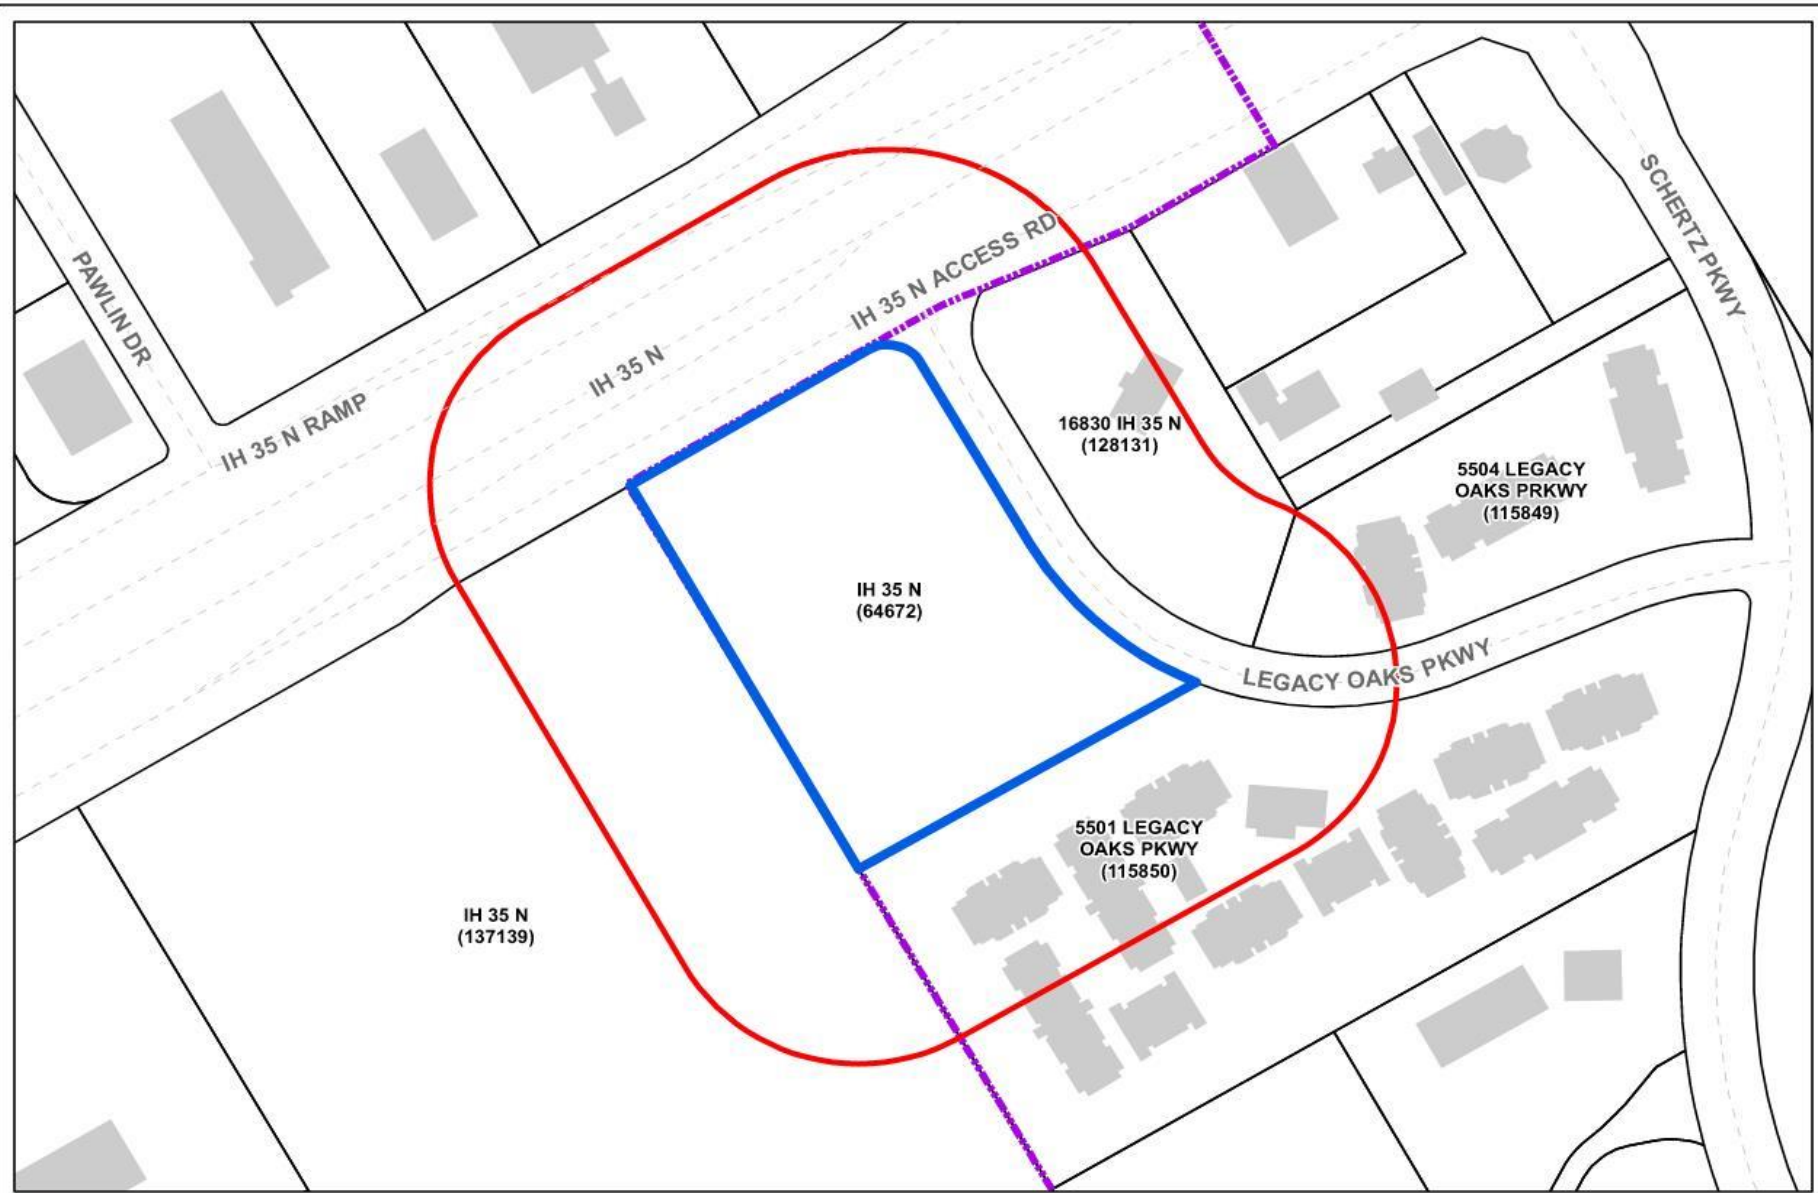 SCHERTZ PKWY
PAWLIN DR
IH 35 N ACCESS RD
IH 35 N
IH 35 N RAMP
16830 IH 35 N
(128131)
5504 LEGACY
OAKS PRKWY
(115849)
IH 35 N
(64672)
LEGACY OAKS PKWY
5501 LEGACY
OAKS PKWY
(115850)
IH 35 N
(137139)